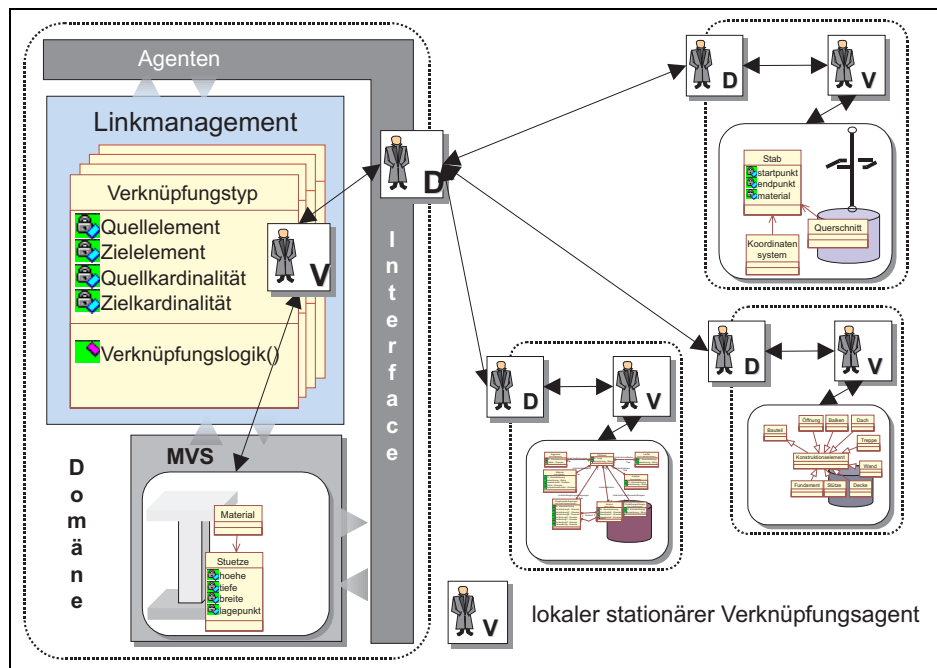 Agenten
Linkmanagement
Verknüpfungstyp
Quellelement
Zielelement
Quellkardinalität
Zielkardinalität
Verknüpfungslogik()
V
D
Interface
MVS
Domäne
Material
Stuetze
hoehe
tiefe
breite
lagepunkt
D
V
Stab
startpunkt
endpunkt
material
Koordinaten
system
Querschnitt
D
V
D
V
Öffnung
Balken
Dach
Bauteil
Treppe
Konstruktionselement
Wand
Fundament
Stütze
Decke
V
lokaler stationärer Verknüpfungsagent